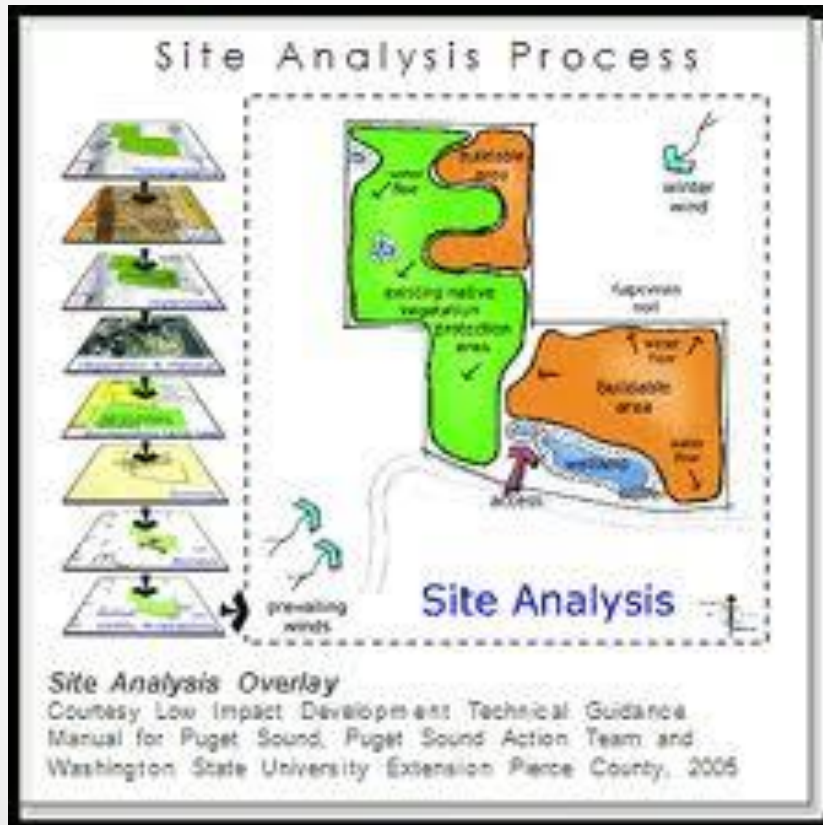 Site Analysis Process
buildable
area
water
flow
winter
wind
existing native
vegetation
protection
area
soil
water
flow
buildable
area
water
flow
wetland
access
prevailing
winds
Site Analysis
Site Analysis Overlay
Courtesy Low Impact Development Technical Guidance
Manual for Puget Sound, Puget Sound Action Team and
Washington State University Extension Pierce County, 2005